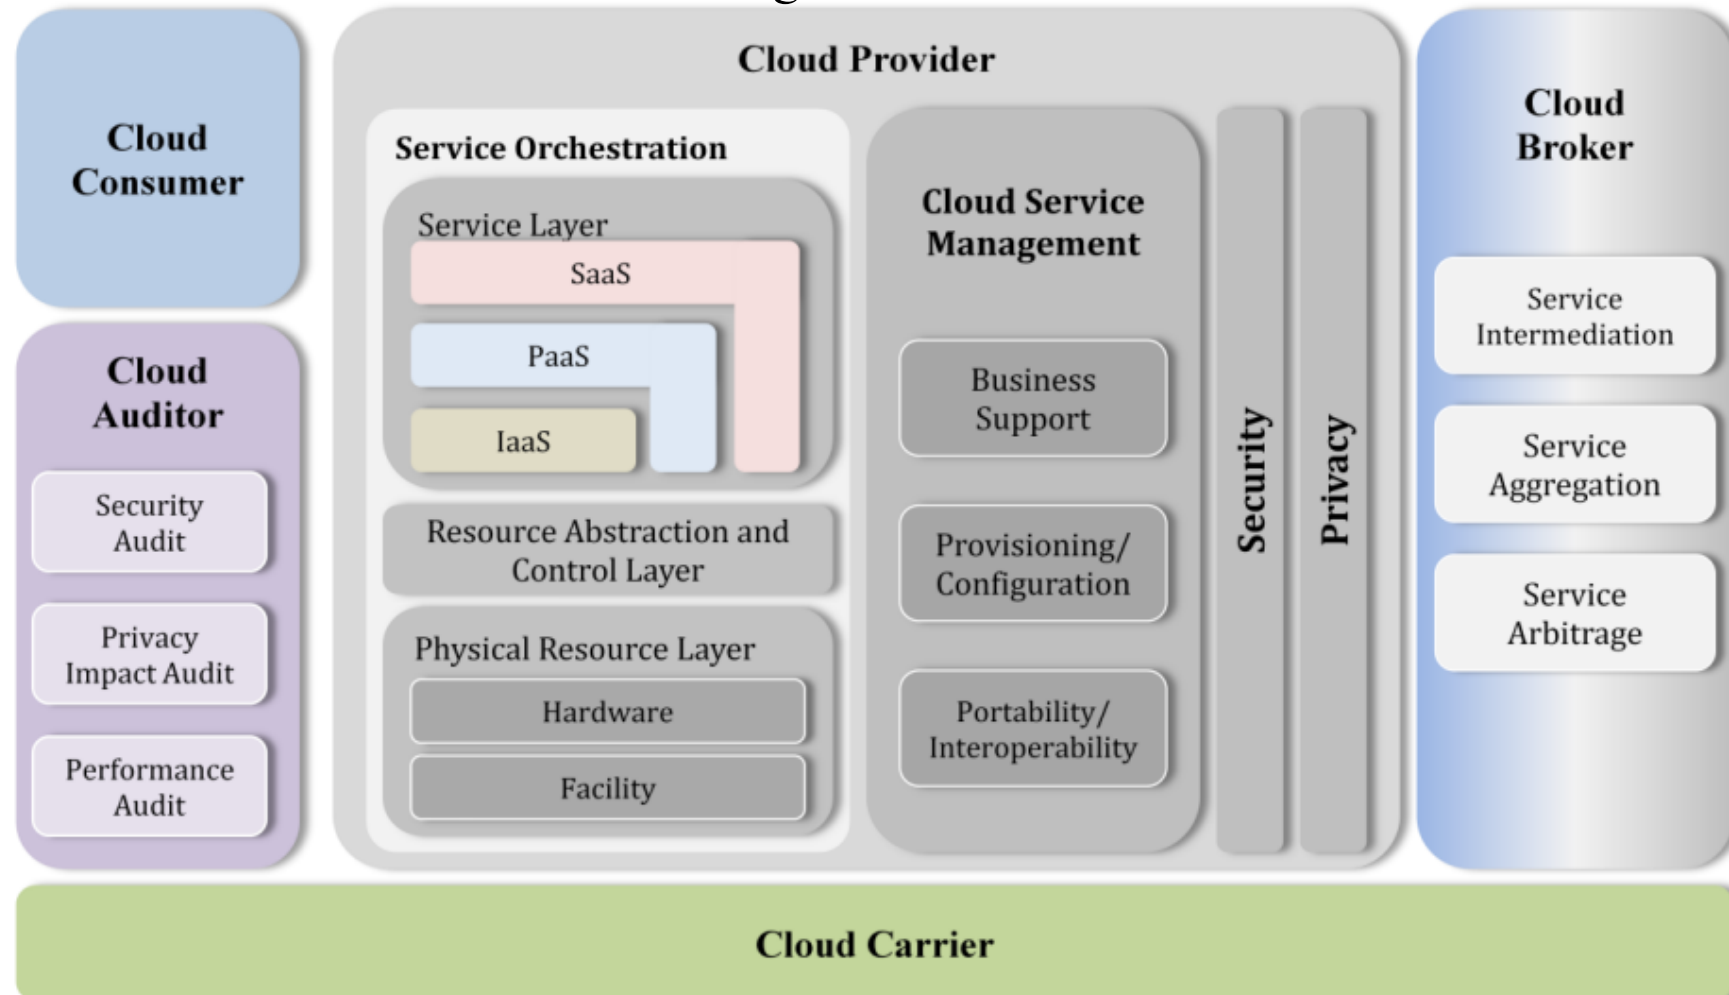 Cloud
Consumer
Cloud
Auditor
Security
Audit
Privacy
Impact Audit
Performance
Audit
Cloud Provider
Service Orchestration
Service Layer
SaaS
PaaS
IaaS
Resource Abstraction and
Control Layer
Physical Resource Layer
Hardware
Facility
Cloud Service
Management
Business
Support
Provisioning/
Configuration
Portability/
Interoperability
Security
Privacy
Cloud
Broker
Service
Intermediation
Service
Aggregation
Service
Arbitrage
Cloud Carrier